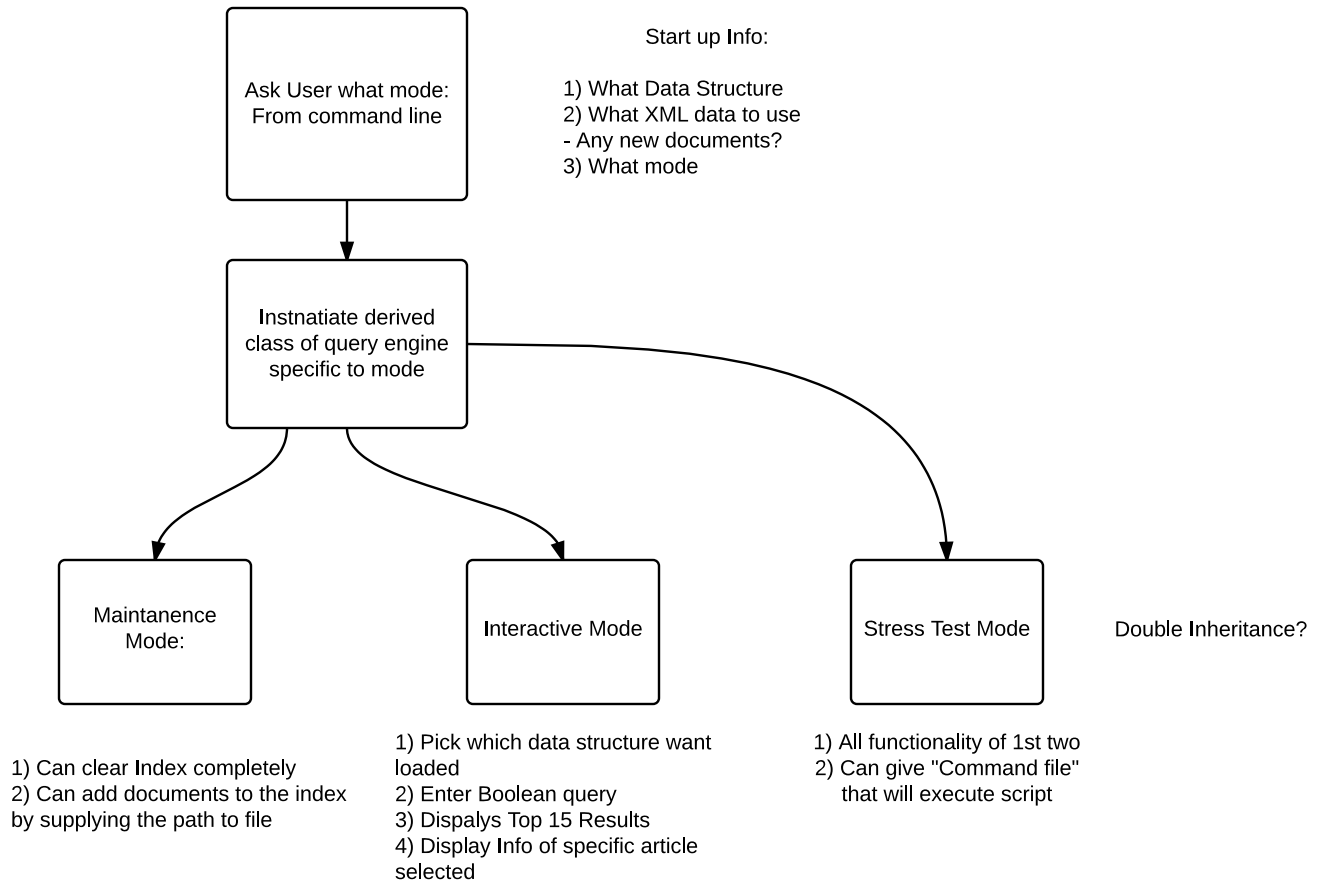 Ask User what mode:
From command line
Start up Info:
1) What Data Structure
2) What XML data to use
- Any new documents?
3) What mode
Instnatiate derived
class of query engine
specific to mode
Maintanence
Mode:
Interactive Mode
Stress Test Mode
Double Inheritance?
1) Can clear Index completely
2) Can add documents to the index
by supplying the path to file
1) Pick which data structure want
loaded
2) Enter Boolean query
3) Dispalys Top 15 Results
4) Display Info of specific article
selected
1) All functionality of 1st two
2) Can give "Command file"
that will execute script